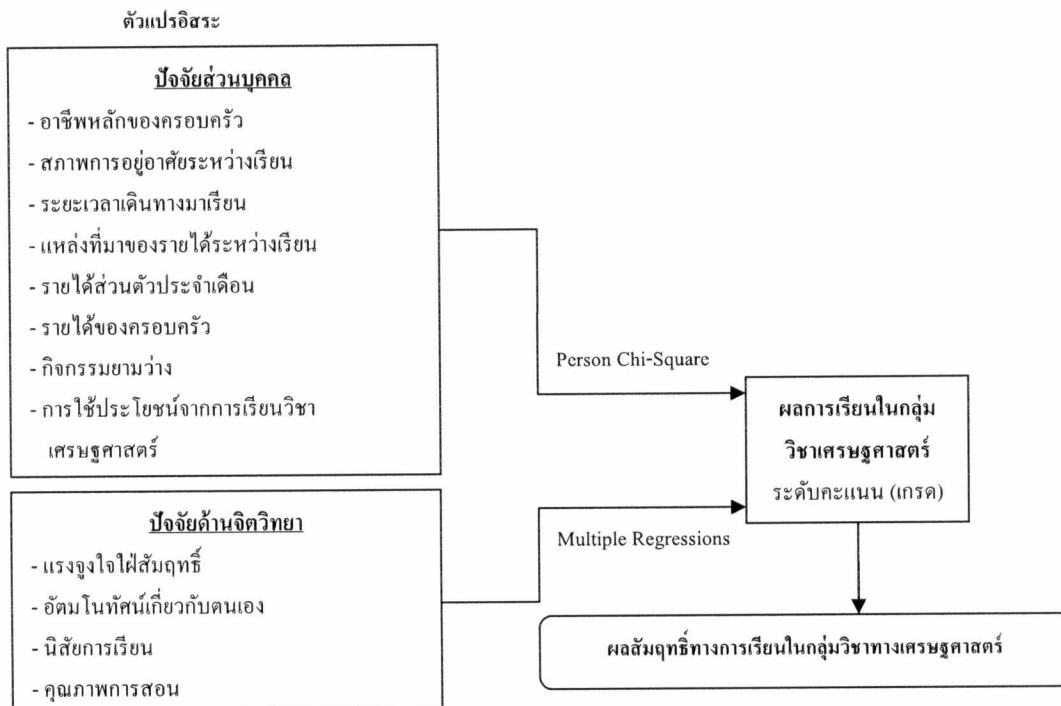 ตัวแปรอิสระ
ปัจจัยส่วนบุคคล
- อาชีพหลักของครอบครัว
- สภาพการอยู่อาศัยระหว่างเรียน
- ระยะเวลาเดินทางมาเรียน
- แหล่งที่มาของรายได้ระหว่างเรียน
- รายได้ส่วนตัวประจำเดือน
- รายได้ของครอบครัว
- กิจกรรมยามว่าง
- การใช้ประโยชน์จากการเรียนวิชา
เศรษฐศาสตร์
Person Chi-Square
ผลการเรียนในกลุ่ม
วิชาเศรษฐศาสตร์
ระดับคะแนน (เกรด)
ปัจจัยด้านจิตวิทยา
- แรงจูงใจใฝ่สัมฤทธิ์
- อัตมโนทัศน์เกี่ยวกับตนเอง
- นิสัยการเรียน
- คุณภาพการสอน
Multiple Regressions
ผลสัมฤทธิ์ทางการเรียนในกลุ่มวิชาทางเศรษฐศาสตร์